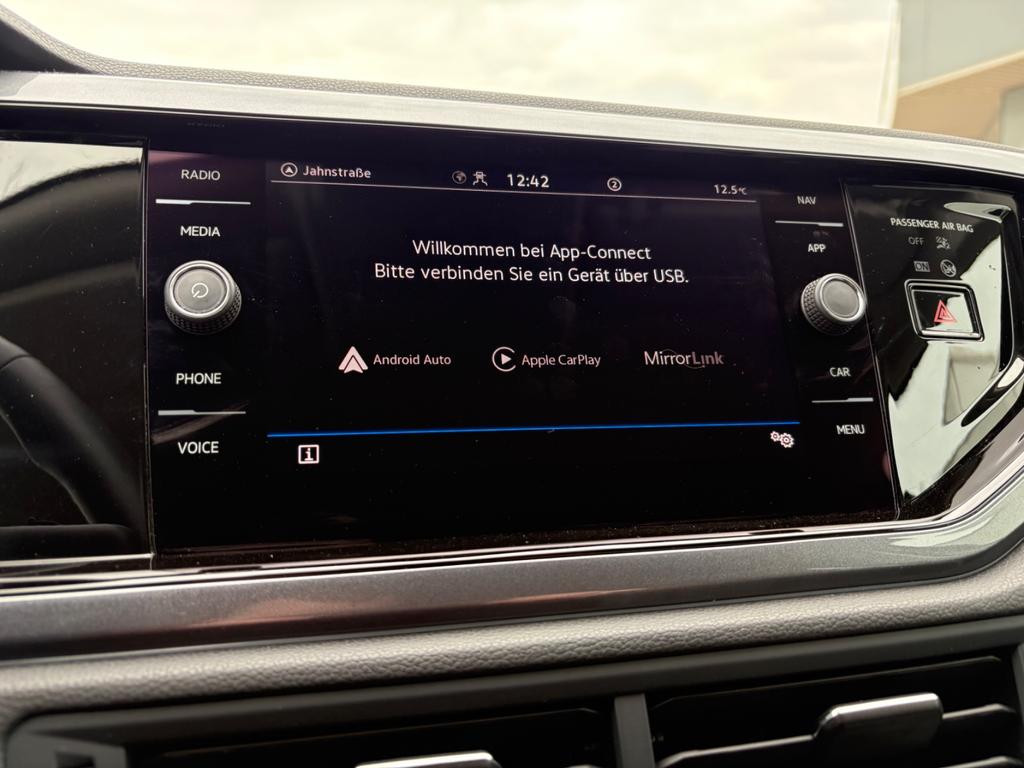 RADIO
MEDIA
PHONE
VOICE
Jahnstraße
12:42
2
12.5°C
Willkommen bei App-Connect
Bitte verbinden Sie ein Gerät über USB.
Android Auto
Apple CarPlay
MirrorLink
i
NAV
APP
CAR
MENU
PASSENGER AIR BAG
OFF
ON